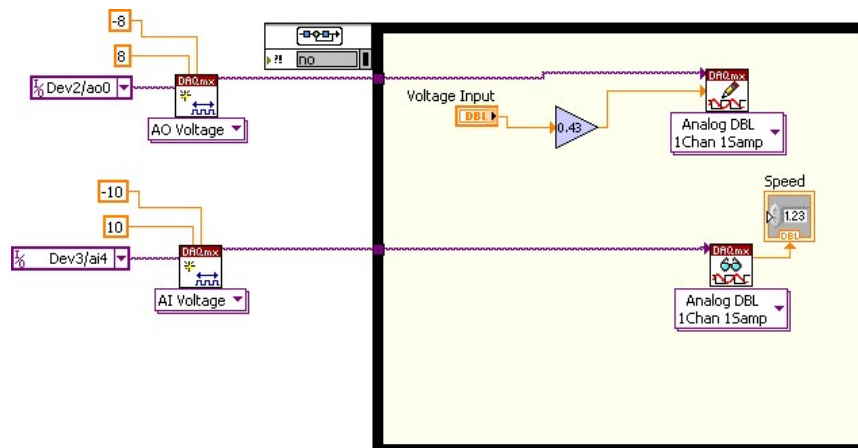 -8
8
?!
no
Dev2/ao0
DAQmx
AO Voltage
Voltage Input
DBL
0.43
DAQmx
Analog DBL
1Chan 1Samp
-10
10
Speed
1.23
DBL
Dev3/ai4
DAQmx
AI Voltage
DAQmx
Analog DBL
1Chan 1Samp